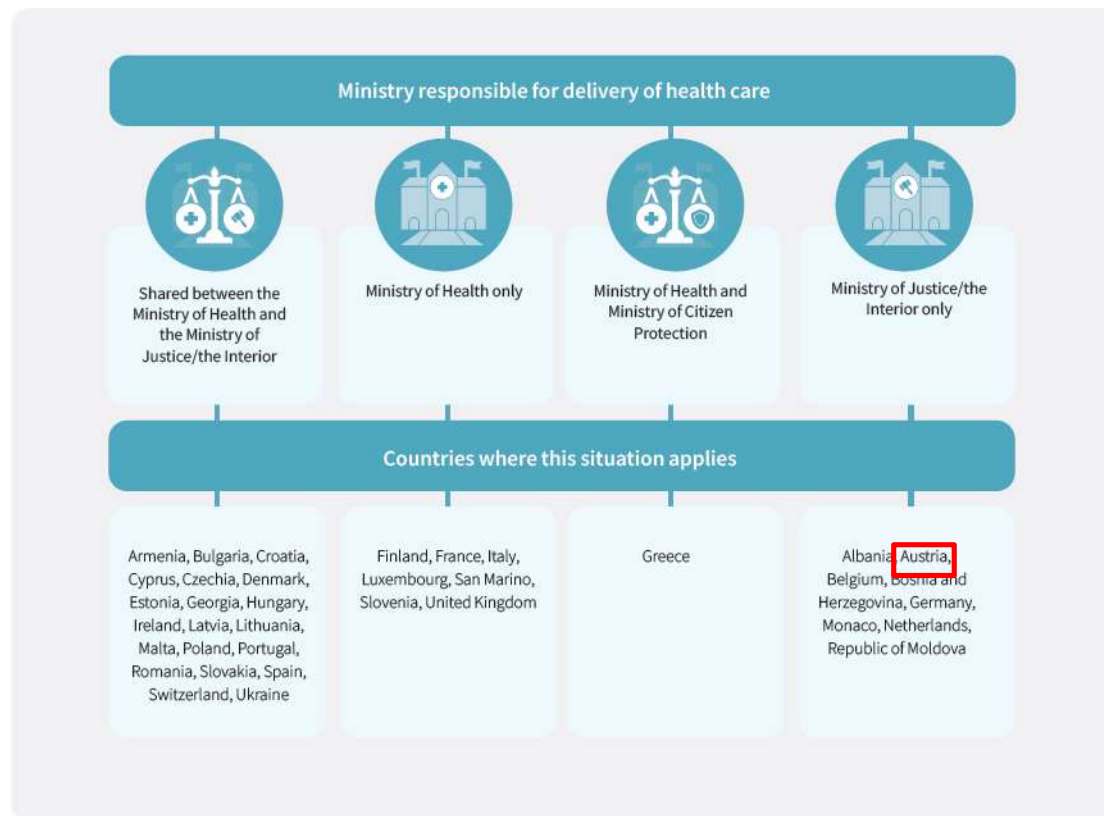 Ministry responsible for delivery of health care
Shared between the
Ministry of Health and
the Ministry of
Justice/the Interior
Ministry of Health only
Ministry of Health and
Ministry of Citizen
Protection
Ministry of Justice/the
Interior only
Countries where this situation applies
Armenia, Bulgaria, Croatia,
Cyprus, Czechia, Denmark,
Estonia, Georgia, Hungary,
Ireland, Latvia, Lithuania,
Malta, Poland, Portugal,
Romania, Slovakia, Spain,
Switzerland, Ukraine
Finland, France, Italy,
Luxembourg, San Marino,
Slovenia, United Kingdom
Greece
Albania, Austria,
Belgium, Bosnia and
Herzegovina, Germany,
Monaco, Netherlands,
Republic of Moldova